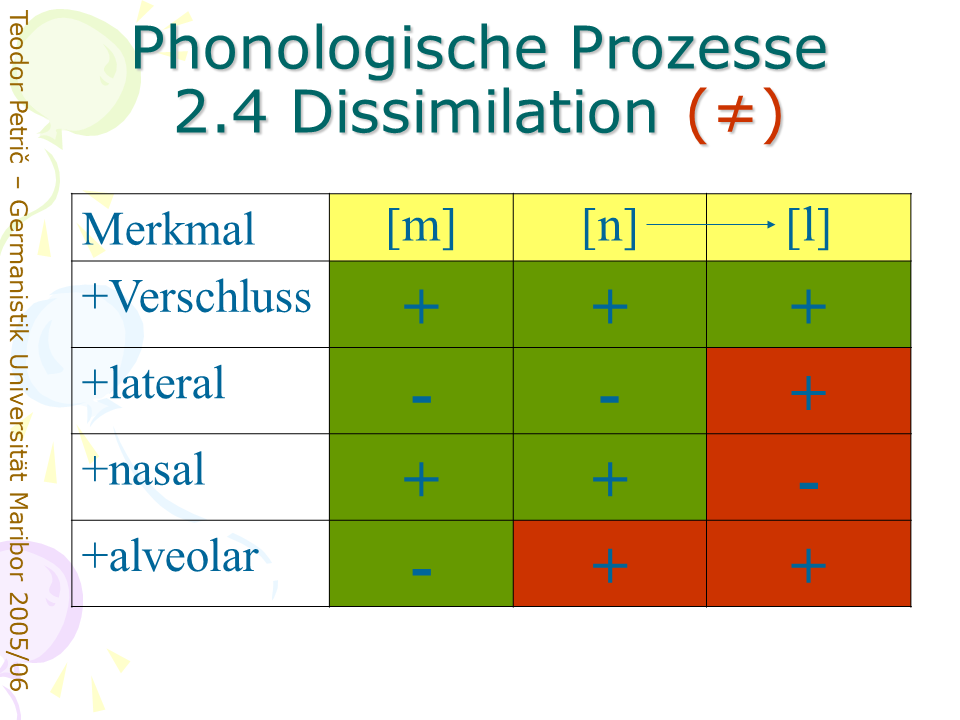 Phonologische Prozesse
2.4 Dissimilation (≠)
Merkmal [m] [n] [l]
+Verschluss + + +
+lateral - - +
+nasal + + -
+alveolar - + +
Teodor Petrič – Germanistik Universität Maribor 2005/06